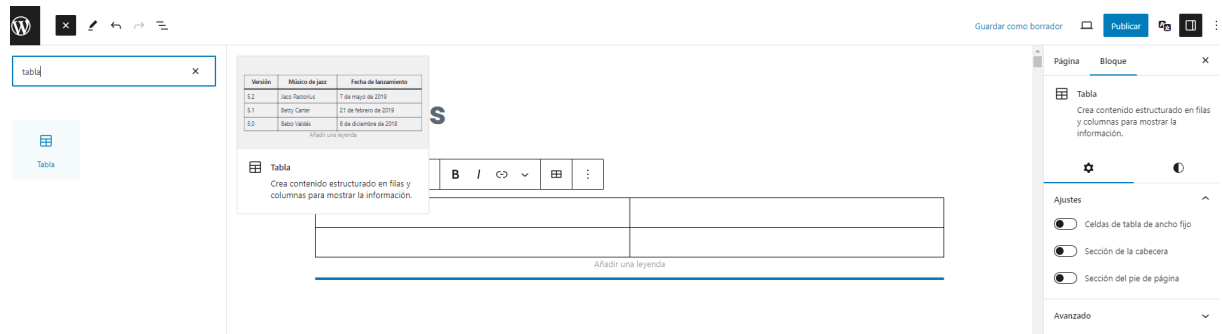 Guardar como borrador
Publicar
tabla
Tabla
Versión Músico de jazz Fecha de lanzamiento
5.2 Jaco Pastorius 7 de mayo de 2019
5.1 Betty Carter 21 de febrero de 2019
5.0 Bebo Valdés 6 de diciembre de 2018
Añadir una leyenda
Tabla
Crea contenido estructurado en filas y
columnas para mostrar la información.
s
B I
Añadir una leyenda
Página Bloque
Tabla
Crea contenido estructurado en filas
y columnas para mostrar la
información.
Ajustes
Celdas de tabla de ancho fijo
Sección de la cabecera
Sección del pie de página
Avanzado